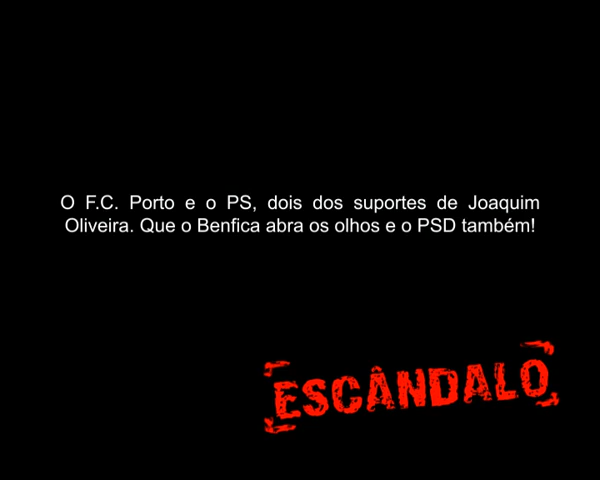 O F.C. Porto e o PS, dois dos suportes de Joaquim
Oliveira. Que o Benfica abra os olhos e o PSD também!
ESCÂNDALO